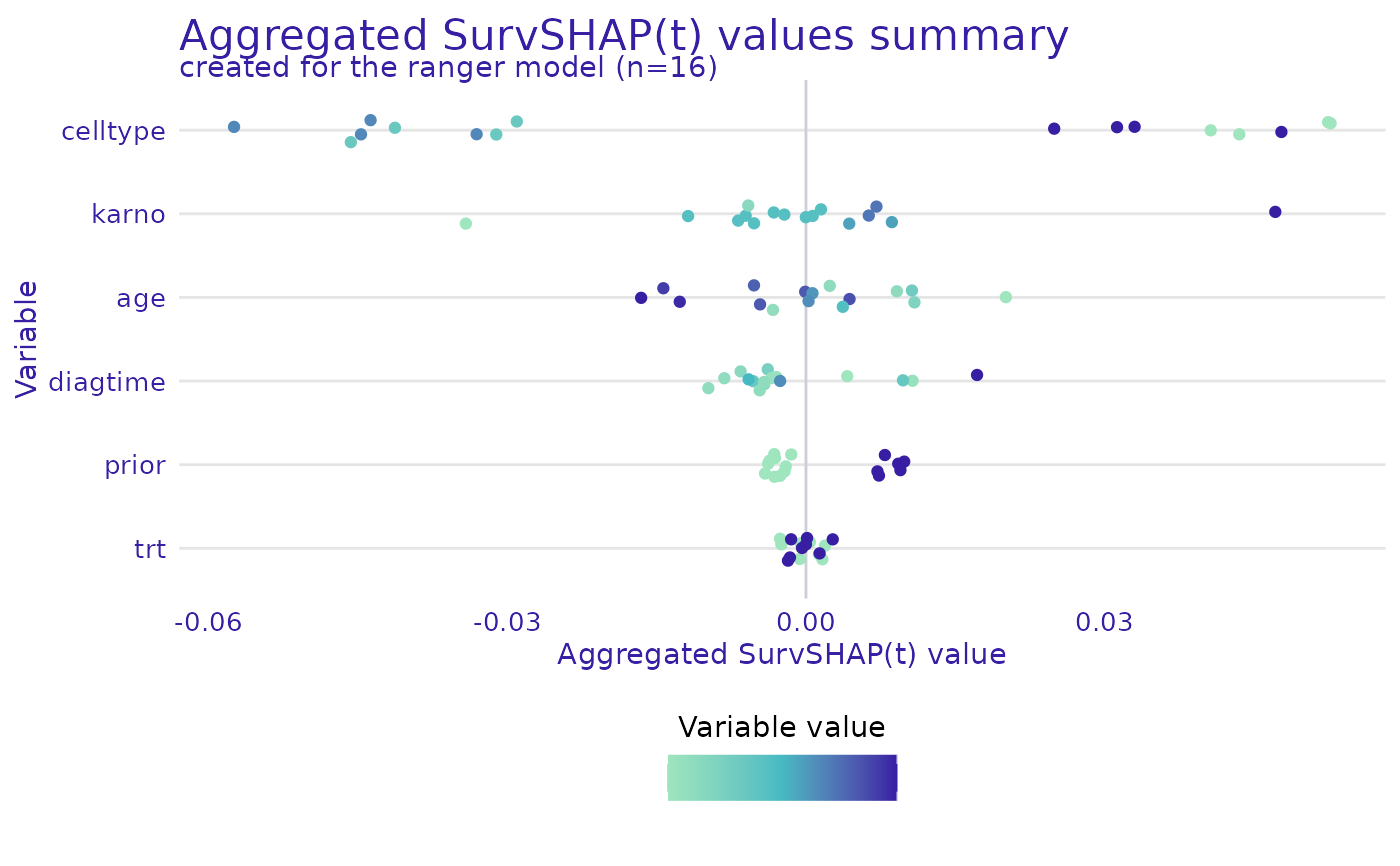 Aggregated SurvSHAP(t) values summary
created for the ranger model (n=16)
Variable
celltype
karno
age
diagtime
prior
trt
-0.06 -0.03 0.00 0.03
Aggregated SurvSHAP(t) value
Variable value